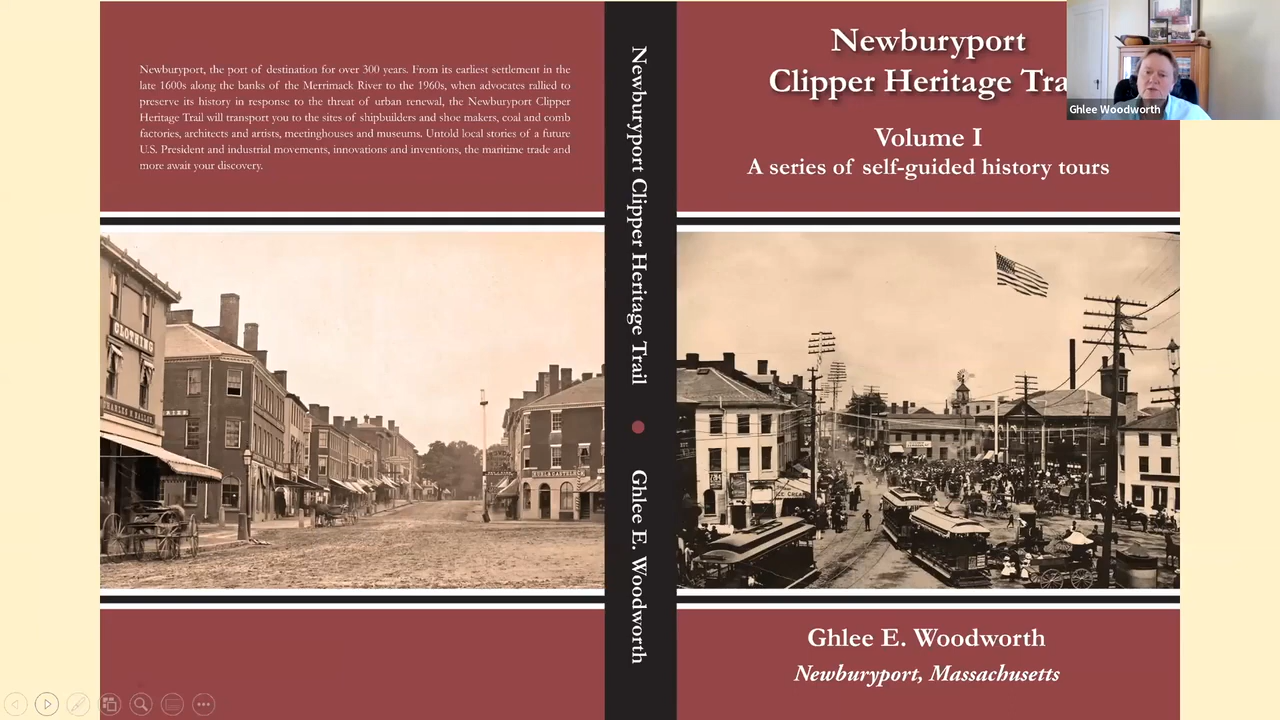 Newburyport, the port of destination for over 300 years. From its earliest settlement in the
late 1600s along the banks of the Merrimack River to the 1960s, when advocates rallied to
preserve its history in response to the threat of urban renewal, the Newburyport Clipper
Heritage Trail will transport you to the sites of shipbuilders and shoe makers, coal and comb
factories, architects and artists, meetinghouses and museums. Untold local stories of a future
U.S. President and industrial movements, innovations and inventions, the maritime trade and
more await your discovery.
CLOTHING
Newburyport Clipper Heritage Trail
Ghlee E. Woodworth
Newburyport
Clipper Heritage Tra
Volume I
A series of self-guided history tours
ICE CREAM
Ghlee E. Woodworth
Newburyport, Massachusetts
Ghlee Woodworth